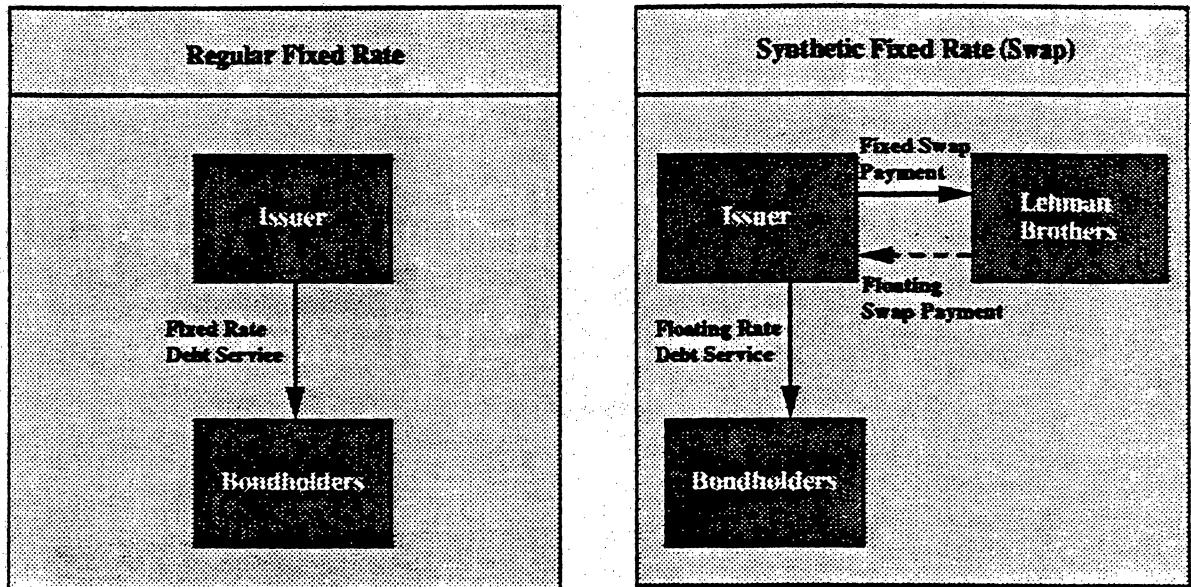 Regular Fixed Rate
Issuer
Fixed Rate
Debt Service
Bondholders
Synthetic Fixed Rate (Swap)
Fixed Swap
Payment
Issuer
Lehman
Brothers
Floating
Swap Payment
Floating Rate
Debt Service
Bondholders